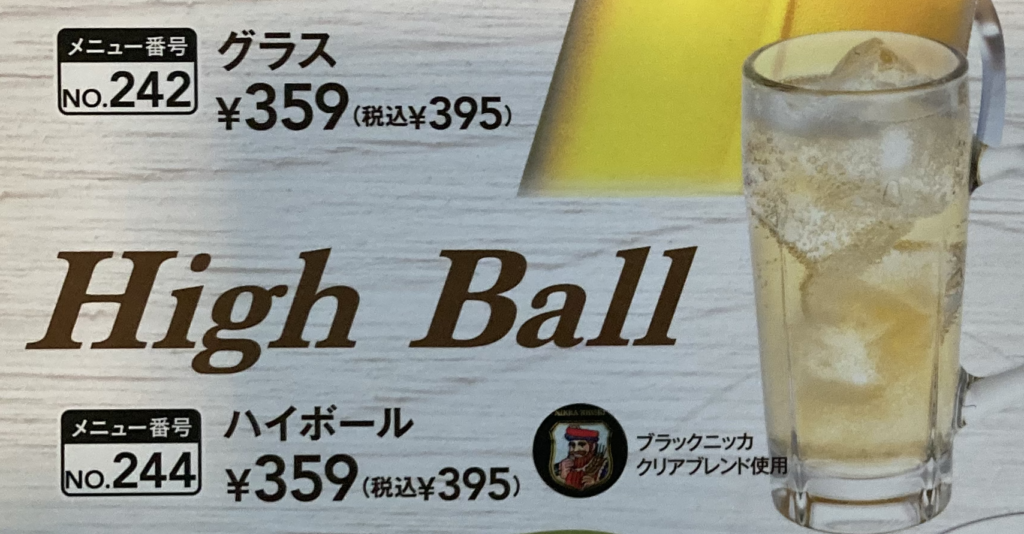 メニュー番号
NO.242
グラス
¥359(税込¥395)
High Ball
メニュー番号
NO.244
ハイボール
¥359(税込¥395)
ブラックニッカ
クリアブレンド使用